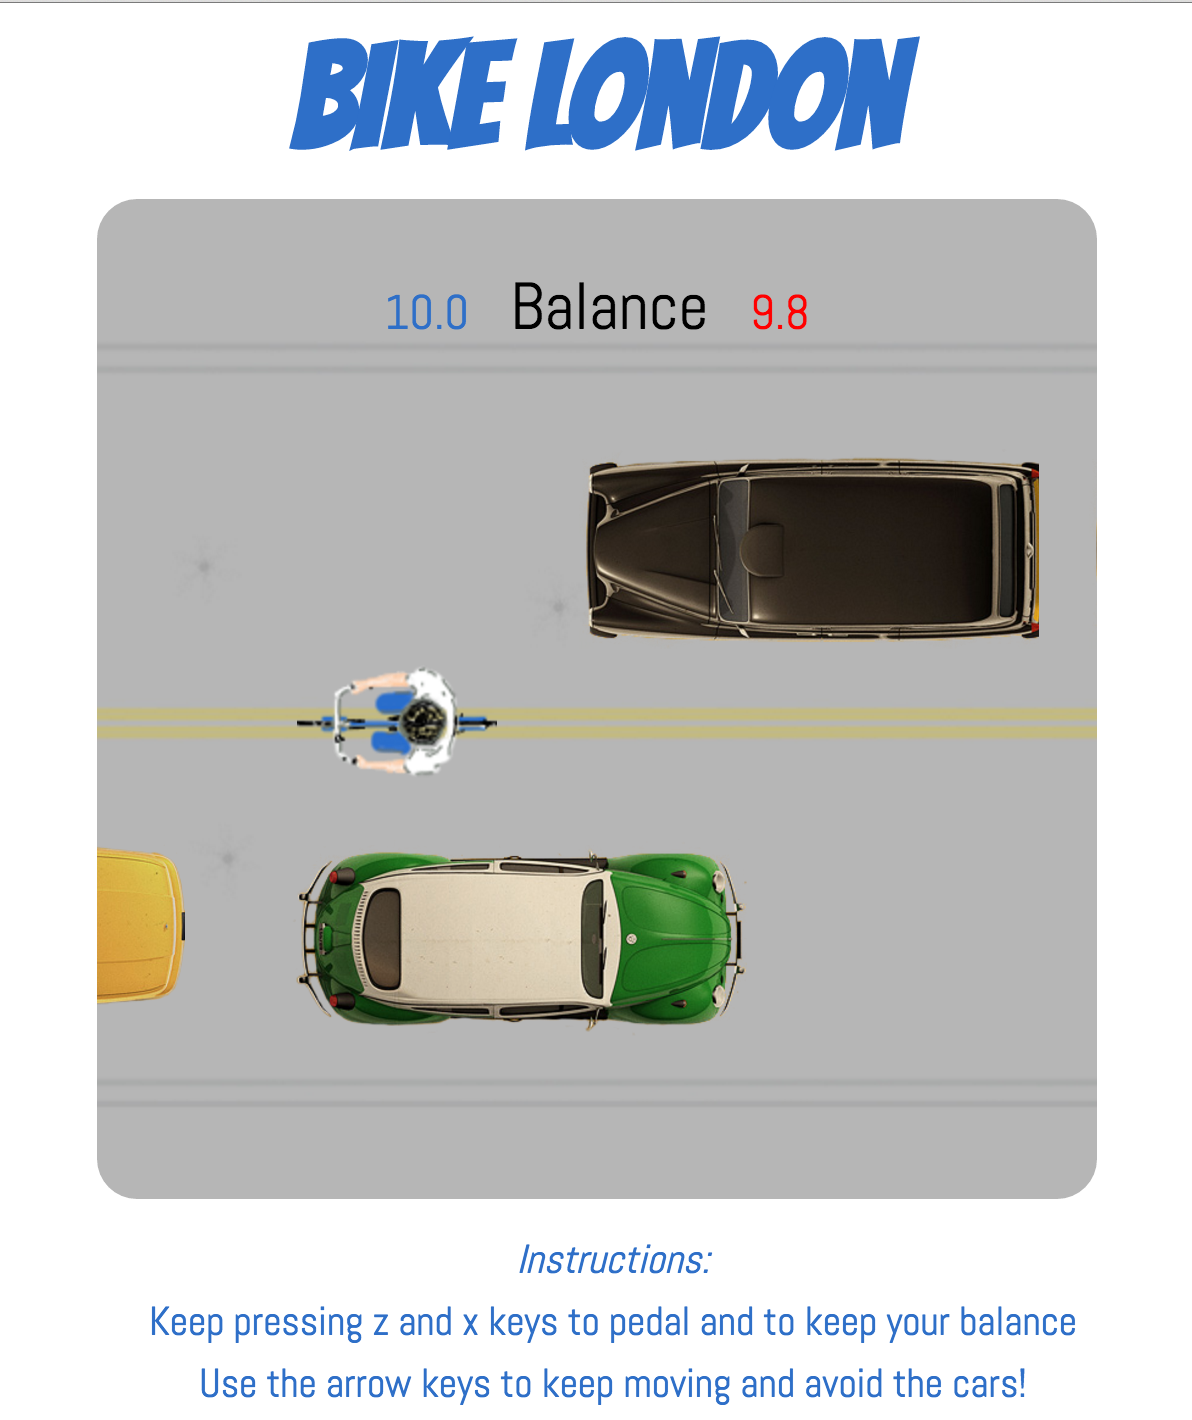 BIKE LONDON
10.0 Balance 9.8
Instructions:
Keep pressing z and x keys to pedal and to keep your balance
Use the arrow keys to keep moving and avoid the cars!